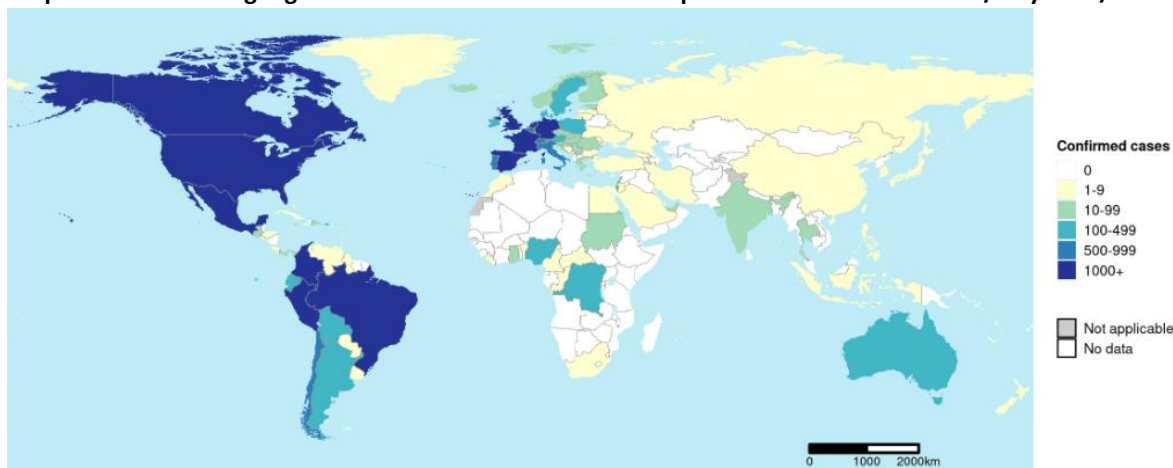 Confirmed cases
0
1-9
10-99
100-499
500-999
1000+
Not applicable
No data
0 1000 2000km